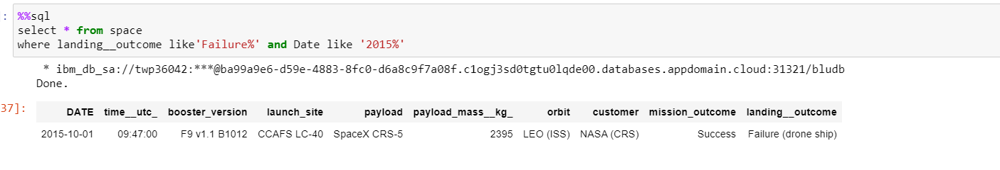 : %%sql
select * from space
where landing__outcome like'Failure%' and Date like '2015%'
* ibm_db_sa://twp36042:***@ba99a9e6-d59e-4883-8fc0-d6a8c9f7a08f.c1ogj3sd0tgtu0lqde00.databases.appdomain.cloud:31321/bludb
Done.
37]: DATE time__utc_ booster_version launch_site payload payload_mass__kg_ orbit customer mission_outcome landing__outcome
2015-10-01 09:47:00 F9 v1.1 B1012 CCAFS LC-40 SpaceX CRS-5 2395 LEO (ISS) NASA (CRS) Success Failure (drone ship)